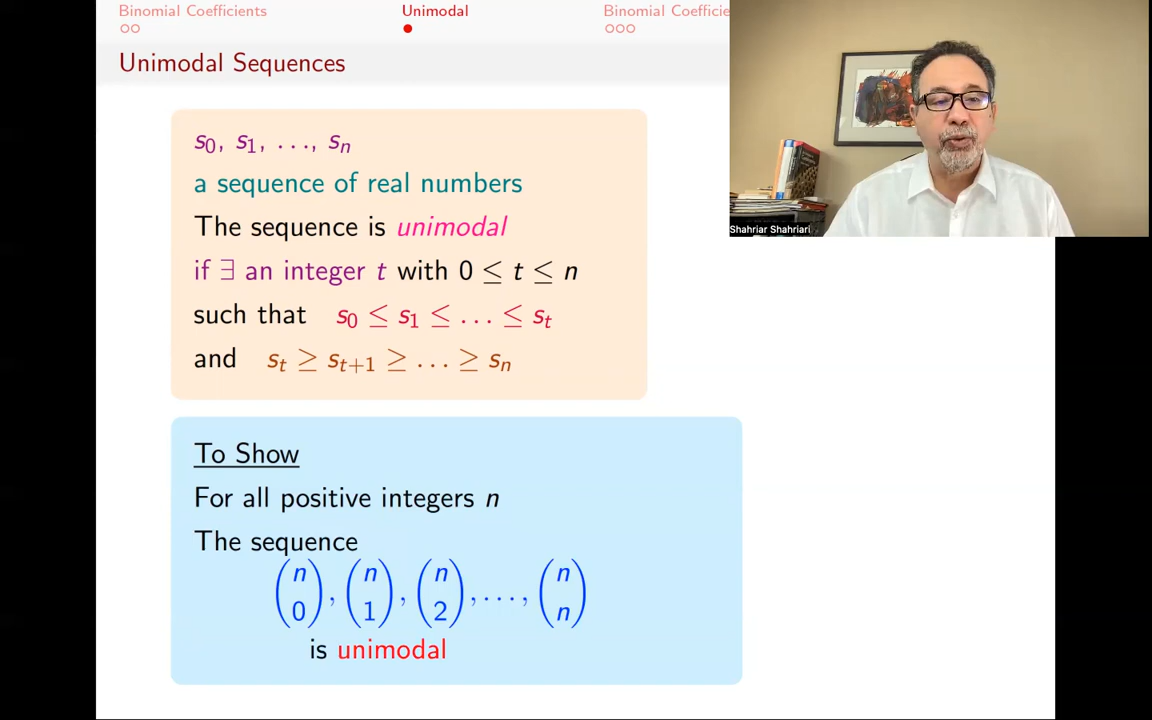 Binomial Coefficients Unimodal Binomial Coefficie
Unimodal Sequences
s₀, s₁, …, sₙ
a sequence of real numbers
The sequence is unimodal
if ∃ an integer t with 0 ≤ t ≤ n
such that s₀ ≤ s₁ ≤ … ≤ sₜ
and sₜ ≥ sₜ₊₁ ≥ … ≥ sₙ
To Show
For all positive integers n
The sequence
(n 0), (n 1), (n 2), …, (n n)
is unimodal
Shahriar Shahriari